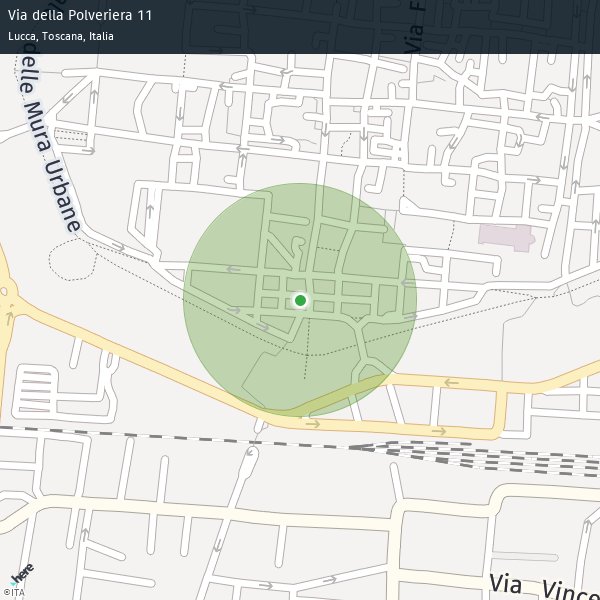 Via della Polveriera 11
Lucca, Toscana, Italia
Via F
delle Mura Urbane
Via Vince
here
©ITA